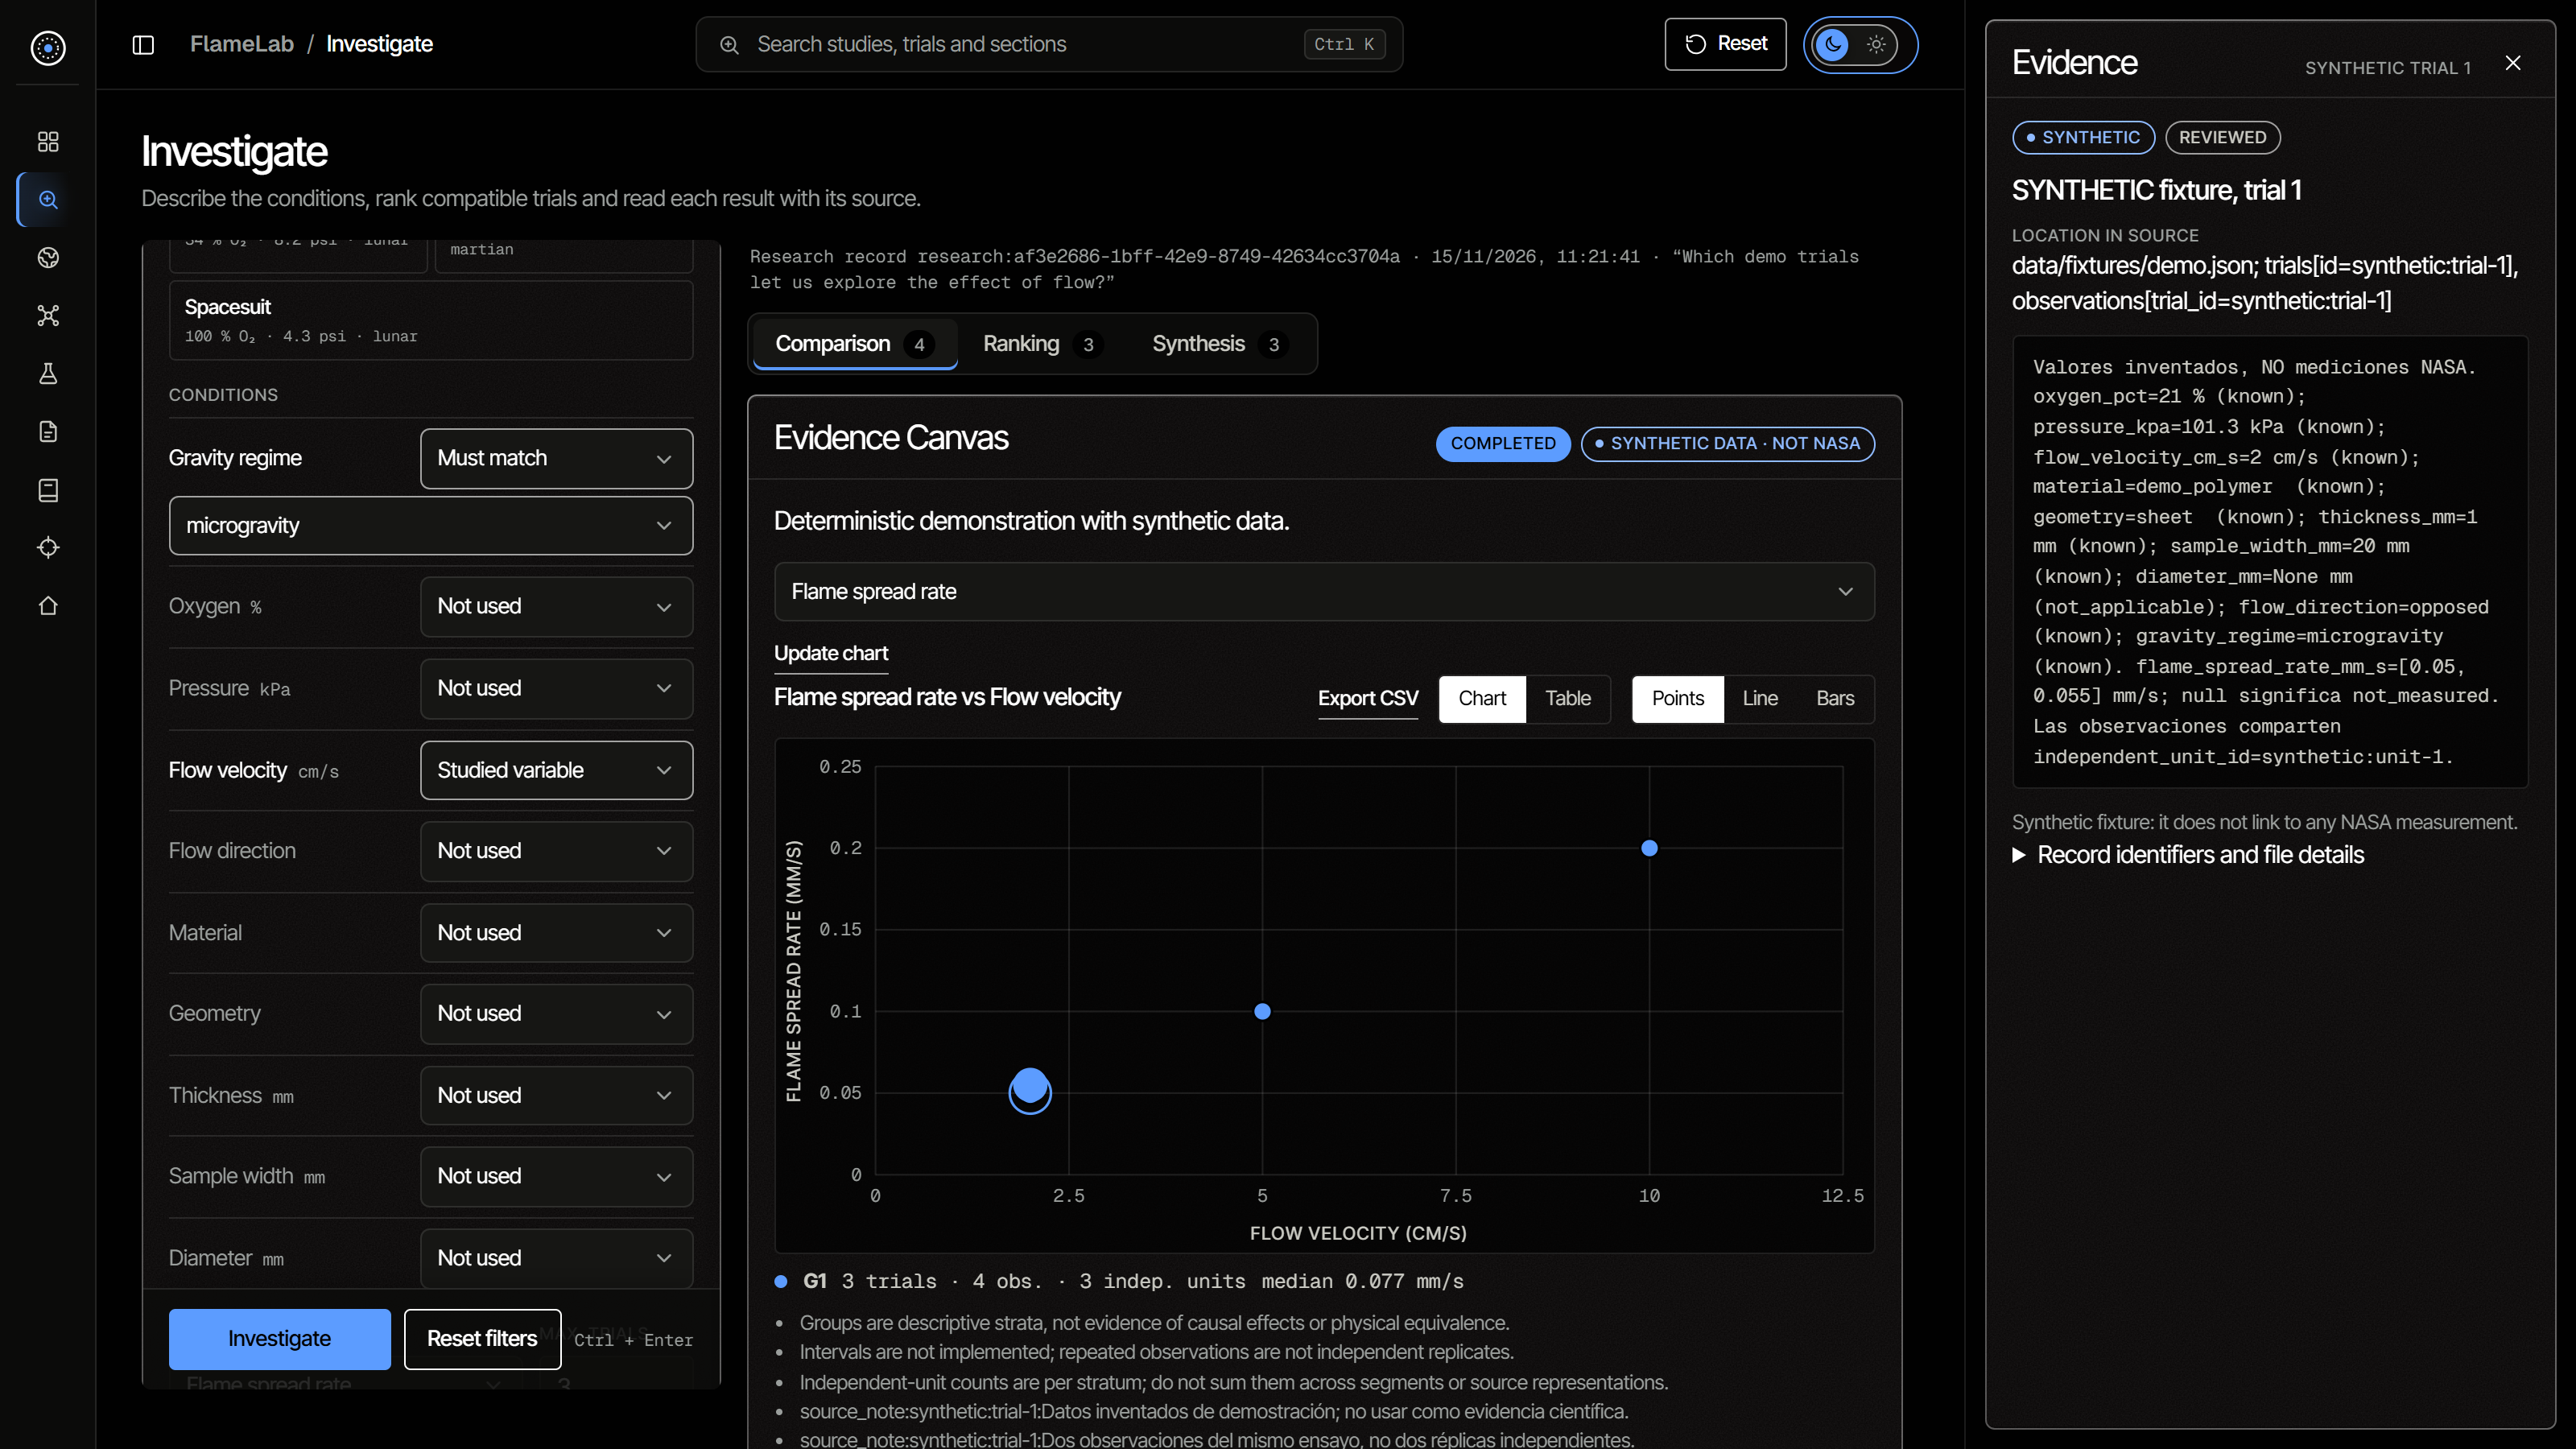 FlameLab / Investigate
Search studies, trials and sections
Ctrl K
Reset
Investigate
Describe the conditions, rank compatible trials and read each result with its source.
34 % O₂ · 8.2 psi · lunar
martian
Spacesuit
100 % O₂ · 4.3 psi · lunar
CONDITIONS
Gravity regime
Must match
microgravity
Oxygen %
Not used
Pressure kPa
Not used
Flow velocity cm/s
Studied variable
Flow direction
Not used
Material
Not used
Geometry
Not used
Thickness mm
Not used
Sample width mm
Not used
Diameter mm
Not used
MAX. TRIALS
Investigate
Reset filters
Ctrl + Enter
Flame spread rate
3
Research record research:af3e2686-1bff-42e9-8749-42634cc3704a · 15/11/2026, 11:21:41 · “Which demo trials
let us explore the effect of flow?”
Comparison 4
Ranking 3
Synthesis 3
Evidence Canvas
COMPLETED
SYNTHETIC DATA · NOT NASA
Deterministic demonstration with synthetic data.
Flame spread rate
Update chart
Flame spread rate vs Flow velocity
Export CSV
Chart
Table
Points
Line
Bars
0.25
0.2
0.15
0.1
0.05
0
FLAME SPREAD RATE (MM/S)
0
2.5
5
7.5
10
12.5
FLOW VELOCITY (CM/S)
G1 3 trials · 4 obs. · 3 indep. units median 0.077 mm/s
Groups are descriptive strata, not evidence of causal effects or physical equivalence.
Intervals are not implemented; repeated observations are not independent replicates.
Independent-unit counts are per stratum; do not sum them across segments or source representations.
source_note:synthetic:trial-1:Datos inventados de demostración; no usar como evidencia científica.
source_note:synthetic:trial-1:Dos observaciones del mismo ensayo, no dos réplicas independientes.
Evidence
SYNTHETIC TRIAL 1
SYNTHETIC
REVIEWED
SYNTHETIC fixture, trial 1
LOCATION IN SOURCE
data/fixtures/demo.json; trials[id=synthetic:trial-1],
observations[trial_id=synthetic:trial-1]
Valores inventados, NO mediciones NASA.
oxygen_pct=21 % (known);
pressure_kpa=101.3 kPa (known);
flow_velocity_cm_s=2 cm/s (known);
material=demo_polymer (known);
geometry=sheet (known); thickness_mm=1
mm (known); sample_width_mm=20 mm
(known); diameter_mm=None mm
(not_applicable); flow_direction=opposed
(known); gravity_regime=microgravity
(known). flame_spread_rate_mm_s=[0.05,
0.055] mm/s; null significa not_measured.
Las observaciones comparten
independent_unit_id=synthetic:unit-1.
Synthetic fixture: it does not link to any NASA measurement.
Record identifiers and file details